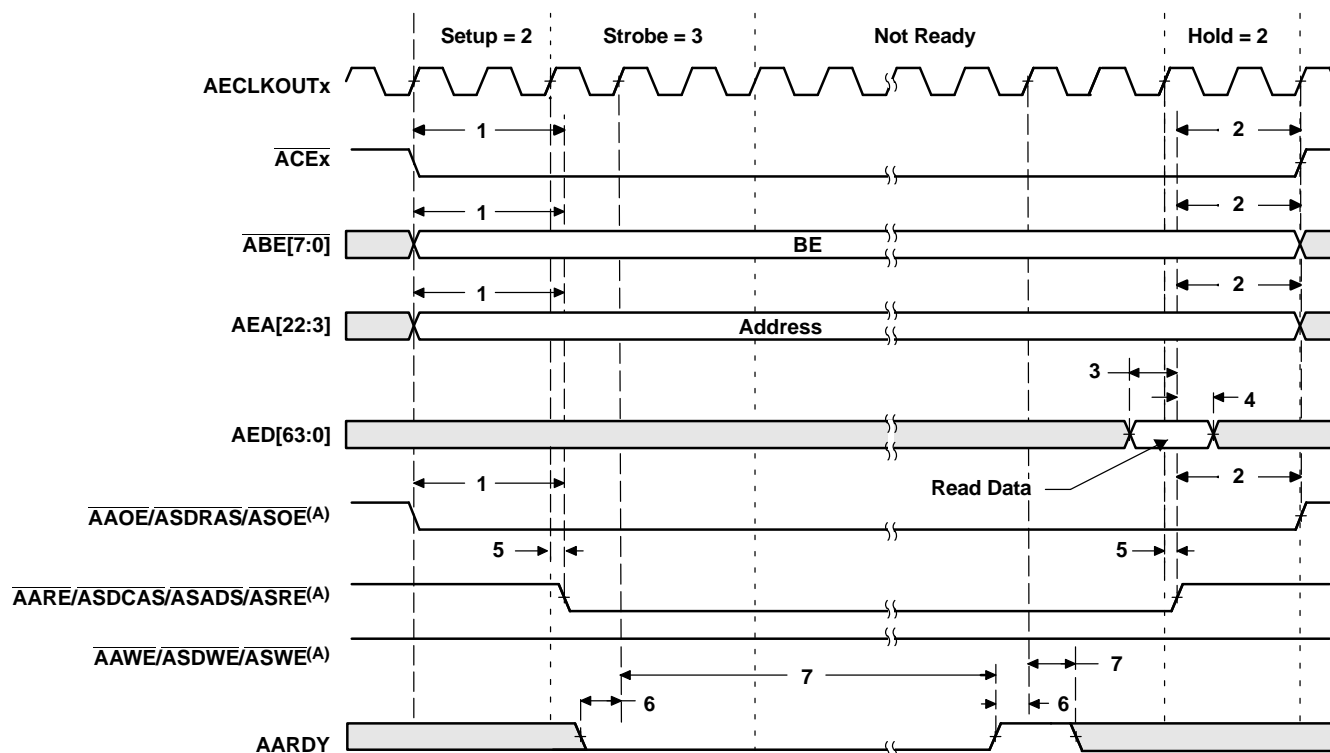 Setup = 2 Strobe = 3 Not Ready Hold = 2
AECLKOUTx
1 2
ACEx
1 2
ABE[7:0] BE
1 2
AEA[22:3] Address
3
4
AED[63:0]
1 Read Data 2
AAOE/ASDRAS/ASOE(A)
5 5
AARE/ASDCAS/ASADS/ASRE(A)
AAWE/ASDWE/ASWE(A)
7 7
6 6
AARDY